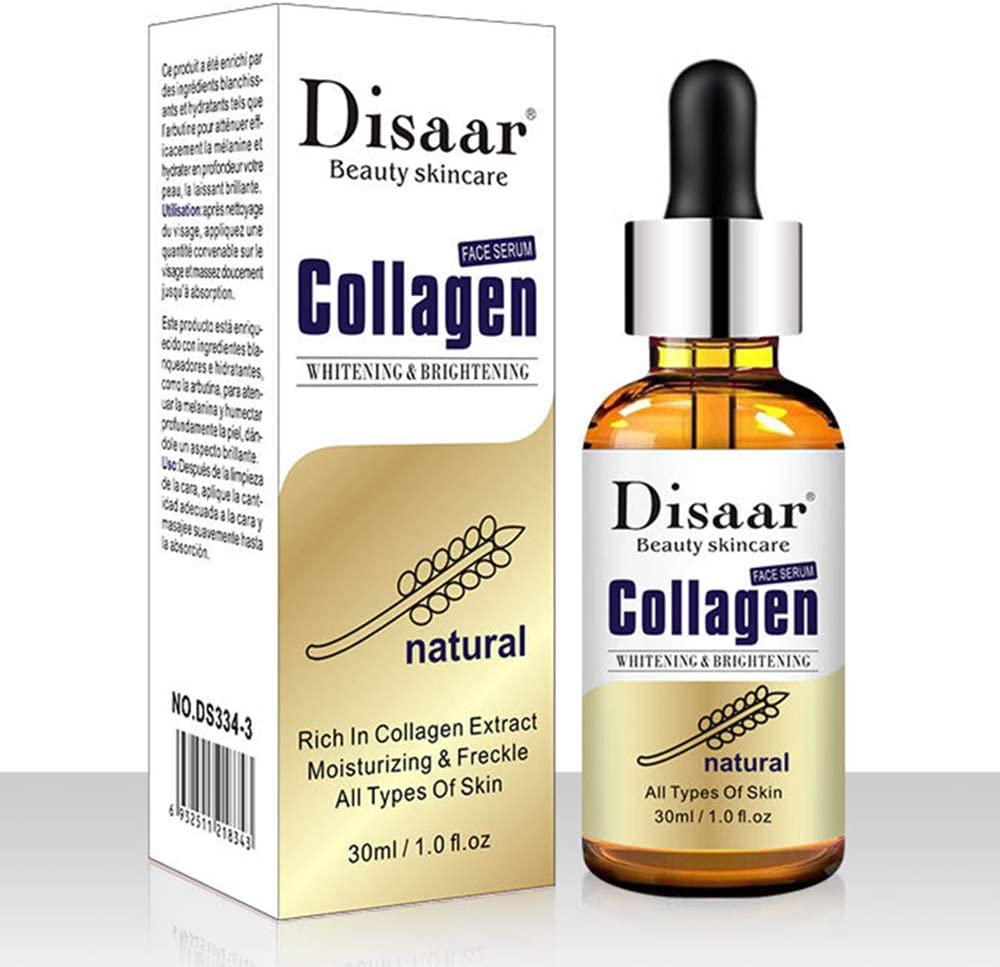 Ce produit a été enrichi par
des ingrédients blanchiss-
ants et hydratants tels que
l'arbutine pour atténuer eff-
icacement la mélanine et
hydrater en profondeur votre
peau, la laissant brillante.
Utilisation: après nettoyage
du visage, appliquez une
quantité convenable sur le
visage et massez doucement
jusqu'à absorption.
Este producto está enriqu-
ecido con ingredientes bla-
nqueadores e hidratantes,
como la arbutina, para aten-
uar la melanina y humectar
profundamente la piel, dán-
dole un aspecto brillante.
Uso: Después de la limpieza
de la cara, aplique la cant-
idad adecuada a la cara y
masajee suavemente hasta
la absorción.
NO.DS334-3
6 932511 218343
Disaar®
Beauty skincare
FACE SERUM
Collagen
WHITENING & BRIGHTENING
natural
Rich In Collagen Extract
Moisturizing & Freckle
All Types Of Skin
30ml / 1.0 fl.oz
Disaar®
Beauty skincare
FACE SERUM
Collagen
WHITENING & BRIGHTENING
natural
All Types Of Skin
30ml / 1.0 fl.oz